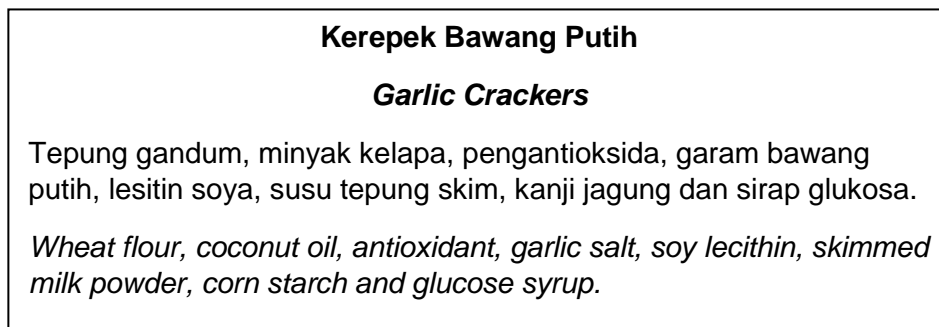 Kerepek Bawang Putih
Garlic Crackers
Tepung gandum, minyak kelapa, pengantioksida, garam bawang
putih, lesitin soya, susu tepung skim, kanji jagung dan sirap glukosa.
Wheat flour, coconut oil, antioxidant, garlic salt, soy lecithin, skimmed
milk powder, corn starch and glucose syrup.